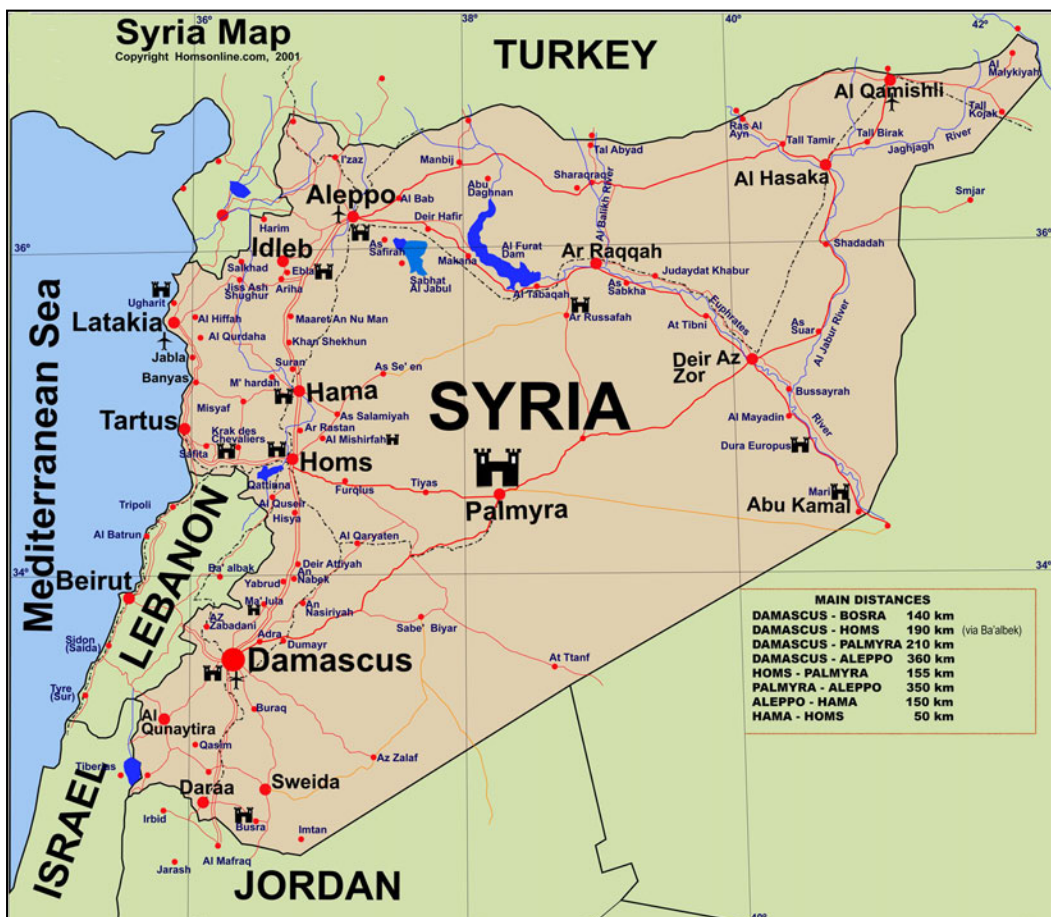 36º
38º
40º
42º
Syria Map
Copyright Homsonline.com, 2001
TURKEY
Al Malykiyah
Al Qamishli
Tall Kojak
Ras Al Ayn
Tall Tamir
Tall Birak
Jaghjagh River
I'zaz
Manbij
Tal Abyad
Al Hasaka
Aleppo
Al Bab
Abu Daghnan
Sharaqraq
Al Balikh River
Smjar
Harim
Deir Hafir
36º
Idleb
As Safirah
Al Furat Dam
Ar Raqqah
Shadadah
Salkhad
Ebla
Makana
Judaydat Khabur
Jiss Ash Shughur
Ariha
Sabhat Al Jabul
Al Tabaqah
As Sabkha
Ugharit
Euphrates
Latakia
Al Hiffah
Maaret An Nu Man
Ar Russafah
At Tibni
As Suar
Al Jabur River
Al Qurdaha
Khan Shekhun
Jabla
Deir Az Zor
Suran
As Se' en
Banyas
M' hardah
Hama
SYRIA
Bussayrah
Misyaf
As Salamiyah
Al Mayadin
River
Tartus
Krak des Chevaliers
Ar Rastan
Al Mishirfah
Dura Europus
Safita
Homs
Qattinna
Furqlus
Tiyas
Mari
Palmyra
Abu Kamal
Tripoli
Al Quseir
Hisya
Al Batrun
Al Qaryaten
Mediterranean Sea
LEBANON
Beirut
Ba' albak
Deir Attiyah
34º
34º
Yabrud
An Nabek
Ma'lula
An Nasiriyah
AZ Zabadani
Sabe' Biyar
Sidon (Saida)
Adra
Dumayr
Damascus
At Ttanf
Tyre (Sur)
Al Qunaytira
Buraq
Qasim
Az Zalaf
Tiberias
ISRAEL
Daraa
Sweida
Irbid
Busra
Imtan
Al Mafraq
Jarash
JORDAN
MAIN DISTANCES
DAMASCUS - BOSRA 140 km
DAMASCUS - HOMS 190 km (via Ba'albek)
DAMASCUS - PALMYRA 210 km
DAMASCUS - ALEPPO 360 km
HOMS - PALMYRA 155 km
PALMYRA - ALEPPO 350 km
ALEPPO - HAMA 150 km
HAMA - HOMS 50 km